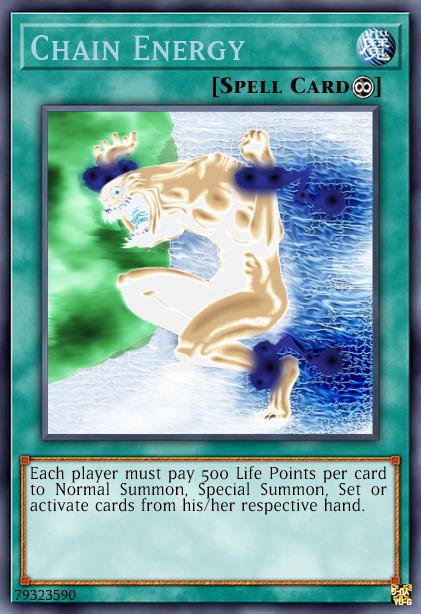 CHAIN ENERGY
[SPELL CARD]
Each player must pay 500 Life Points per card
to Normal Summon, Special Summon, Set or
activate cards from his/her respective hand.
79323590